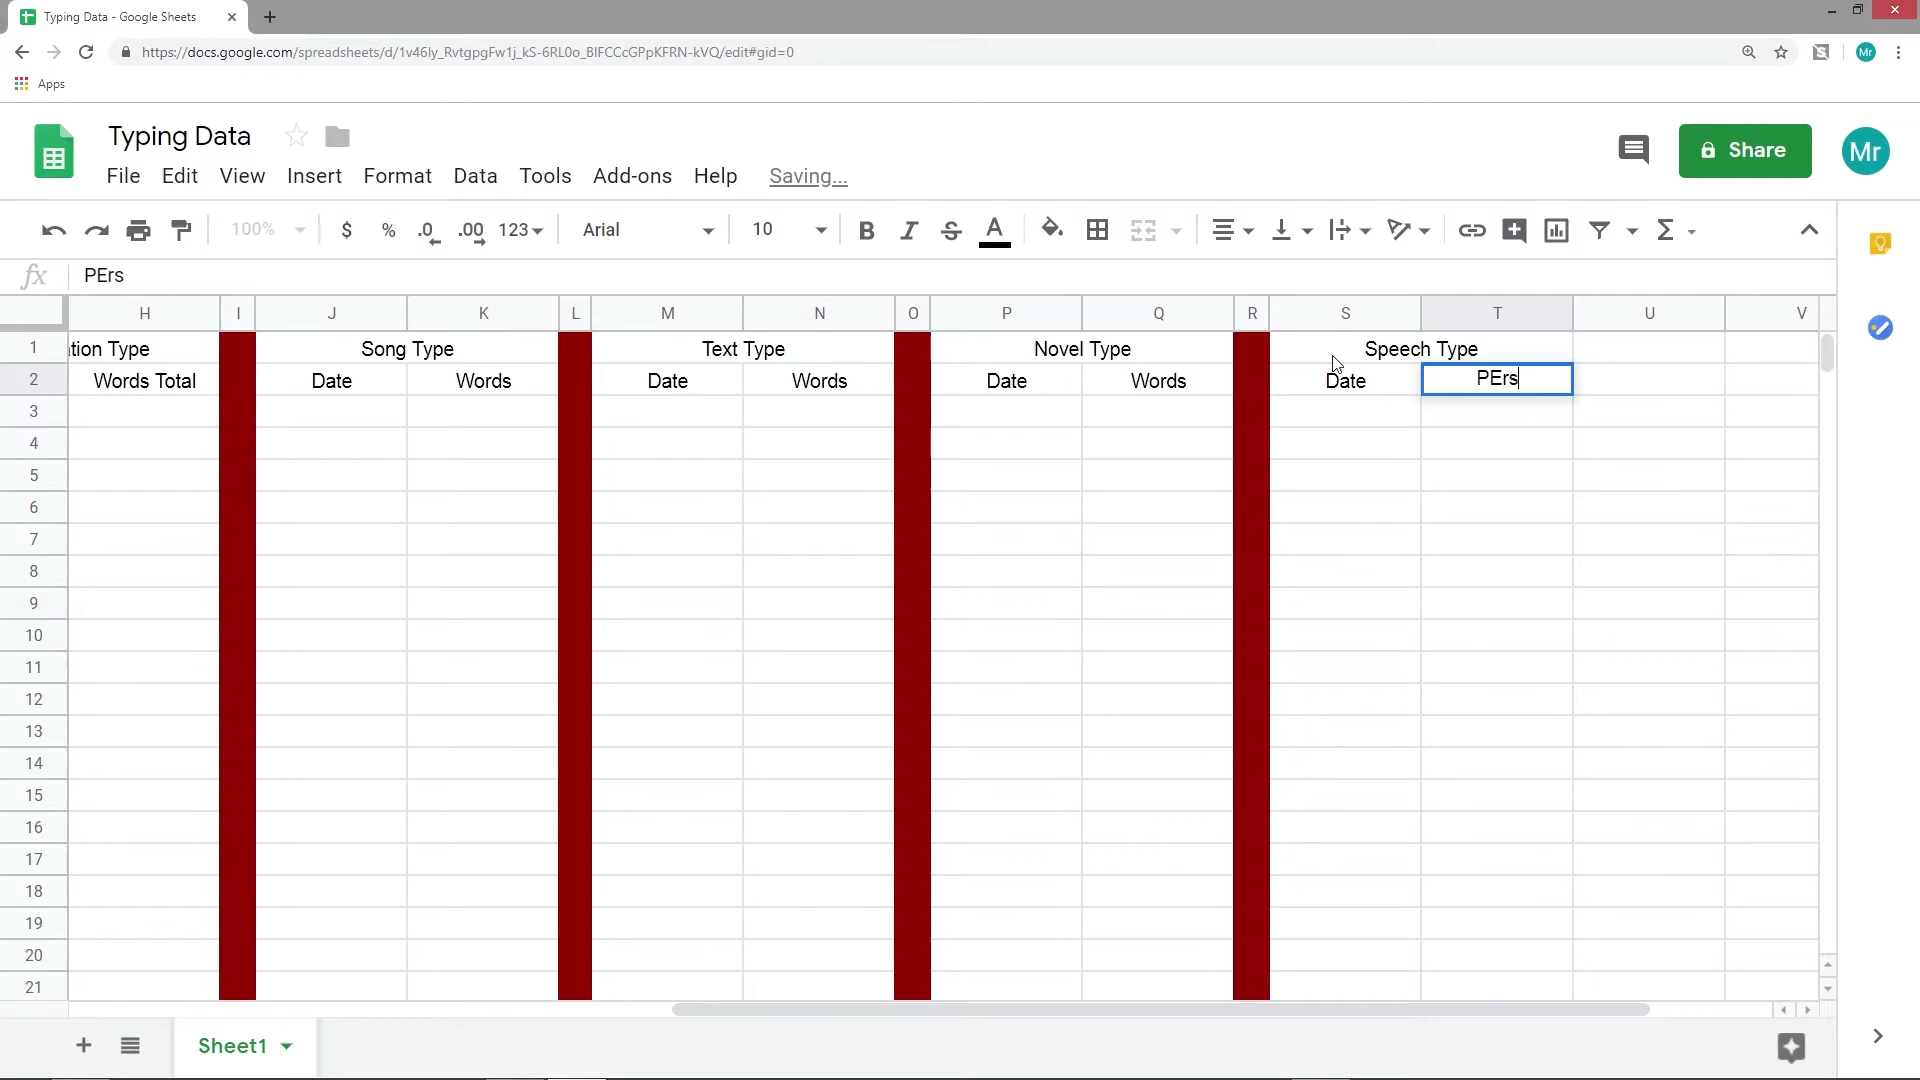 Typing Data - Google Sheets
https://docs.google.com/spreadsheets/d/1v46ly_RvtgpgFw1j_kS-6RL0o_BIFCCcGPpKFRN-kVQ/edit#gid=0
Mr
Apps
Typing Data
File Edit View Insert Format Data Tools Add-ons Help Saving...
Share
Mr
100% $ % .0 .00 123 Arial 10 B I S A Σ
fx PErs
H I J K L M N O P Q R S T U V
1 tion Type Song Type Text Type Novel Type Speech Type
2 Words Total Date Words Date Words Date Words Date PErs
3
4
5
6
7
8
9
10
11
12
13
14
15
16
17
18
19
20
21
Sheet1